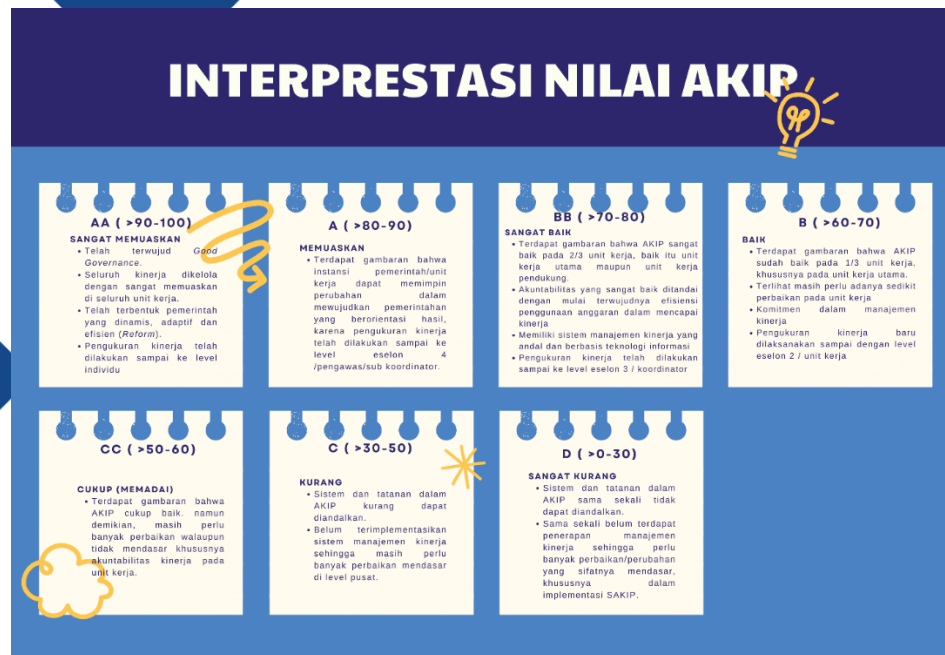 INTERPRESTASI NILAI AKIP
AA ( >90-100)
SANGAT MEMUASKAN
• Telah terwujud Good
Governance.
• Seluruh kinerja dikelola
dengan sangat memuaskan
di seluruh unit kerja.
• Telah terbentuk pemerintah
yang dinamis, adaptif dan
efisien (Reform).
• Pengukuran kinerja telah
dilakukan sampai ke level
individu
A ( >80-90)
MEMUASKAN
• Terdapat gambaran bahwa
instansi pemerintah/unit
kerja dapat memimpin
perubahan dalam
mewujudkan pemerintahan
yang berorientasi hasil,
karena pengukuran kinerja
telah dilakukan sampai ke
level eselon 4
/pengawas/sub koordinator.
BB ( >70-80)
SANGAT BAIK
• Terdapat gambaran bahwa AKIP sangat
baik pada 2/3 unit kerja, baik itu unit
kerja utama maupun unit kerja
pendukung.
• Akuntabilitas yang sangat baik ditandai
dengan mulai terwujudnya efisiensi
penggunaan anggaran dalam mencapai
kinerja
• Memiliki sistem manajemen kinerja yang
andal dan berbasis teknologi informasi
• Pengukuran kinerja telah dilakukan
sampai ke level eselon 3 / koordinator
B ( >60-70)
BAIK
• Terdapat gambaran bahwa AKIP
sudah baik pada 1/3 unit kerja,
khususnya pada unit kerja utama.
• Terlihat masih perlu adanya sedikit
perbaikan pada unit kerja
• Komitmen dalam manajemen
kinerja
• Pengukuran kinerja baru
dilaksanakan sampai dengan level
eselon 2 / unit kerja
CC ( >50-60)
CUKUP (MEMADAI)
• Terdapat gambaran bahwa
AKIP cukup baik. namun
demikian, masih perlu
banyak perbaikan walaupun
tidak mendasar khususnya
akuntabilitas kinerja pada
unit kerja.
C ( >30-50)
KURANG
• Sistem dan tatanan dalam
AKIP kurang dapat
diandalkan.
• Belum terimplementasikan
sistem manajemen kinerja
sehingga masih perlu
banyak perbaikan mendasar
di level pusat.
D ( >0-30)
SANGAT KURANG
• Sistem dan tatanan dalam
AKIP sama sekali tidak
dapat diandalkan.
• Sama sekali belum terdapat
penerapan manajemen
kinerja sehingga perlu
banyak perbaikan/perubahan
yang sifatnya mendasar,
khususnya dalam
implementasi SAKIP.